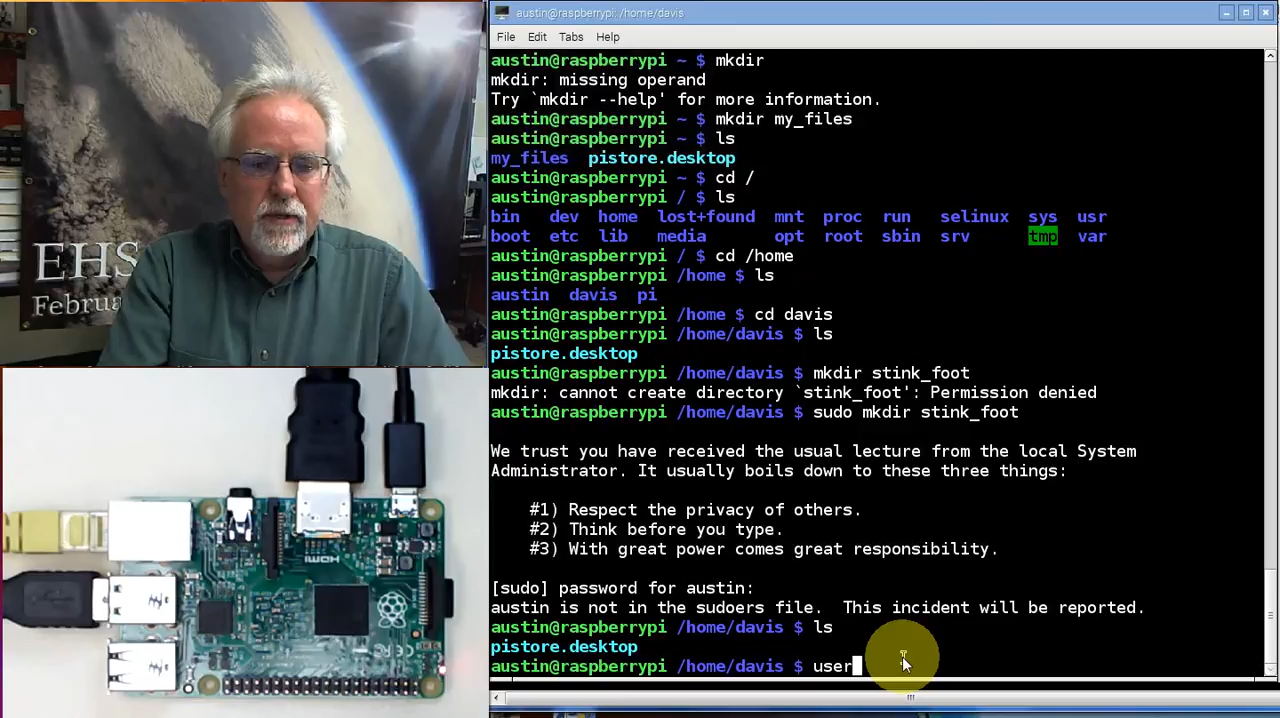 EHS
Februa
austin@raspberrypi: /home/davis
File Edit Tabs Help
austin@raspberrypi ~ $ mkdir
mkdir: missing operand
Try `mkdir --help' for more information.
austin@raspberrypi ~ $ mkdir my_files
austin@raspberrypi ~ $ ls
my_files pistore.desktop
austin@raspberrypi ~ $ cd /
austin@raspberrypi / $ ls
bin dev home lost+found mnt proc run selinux sys usr
boot etc lib media opt root sbin srv tmp var
austin@raspberrypi / $ cd /home
austin@raspberrypi /home $ ls
austin davis pi
austin@raspberrypi /home $ cd davis
austin@raspberrypi /home/davis $ ls
pistore.desktop
austin@raspberrypi /home/davis $ mkdir stink_foot
mkdir: cannot create directory `stink_foot': Permission denied
austin@raspberrypi /home/davis $ sudo mkdir stink_foot
We trust you have received the usual lecture from the local System
Administrator. It usually boils down to these three things:
#1) Respect the privacy of others.
#2) Think before you type.
#3) With great power comes great responsibility.
[sudo] password for austin:
austin is not in the sudoers file. This incident will be reported.
austin@raspberrypi /home/davis $ ls
pistore.desktop
austin@raspberrypi /home/davis $ user
HDMI